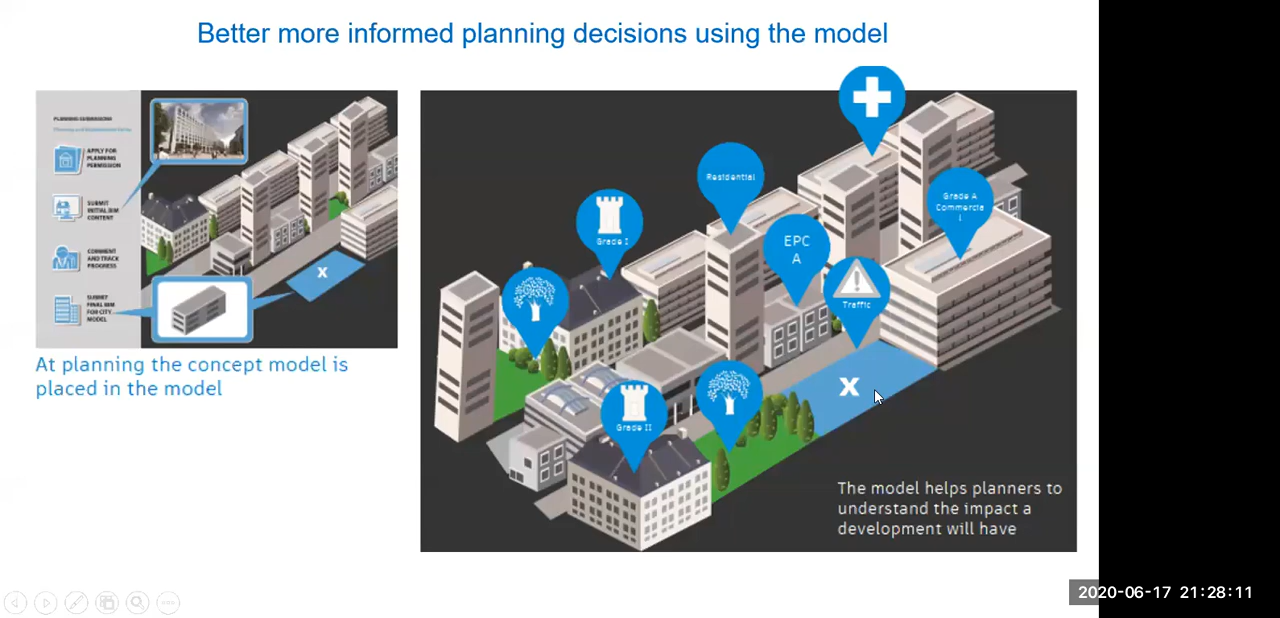 Better more informed planning decisions using the model
PLANNING SUBMISSIONS
APPLY FOR
PLANNING
PERMISSION
SUBMIT
INITIAL BIM
CONTENT
COMMENT
AND TRACK
PROGRESS
SUBMIT
FINAL BIM
FOR CITY
MODEL
X
At planning the concept model is
placed in the model
Residential
Grade A
Commercia
l
Grade I
EPC
A
Traffic
X
Grade II
The model helps planners to
understand the impact a
development will have
2020-06-17 21:28:11